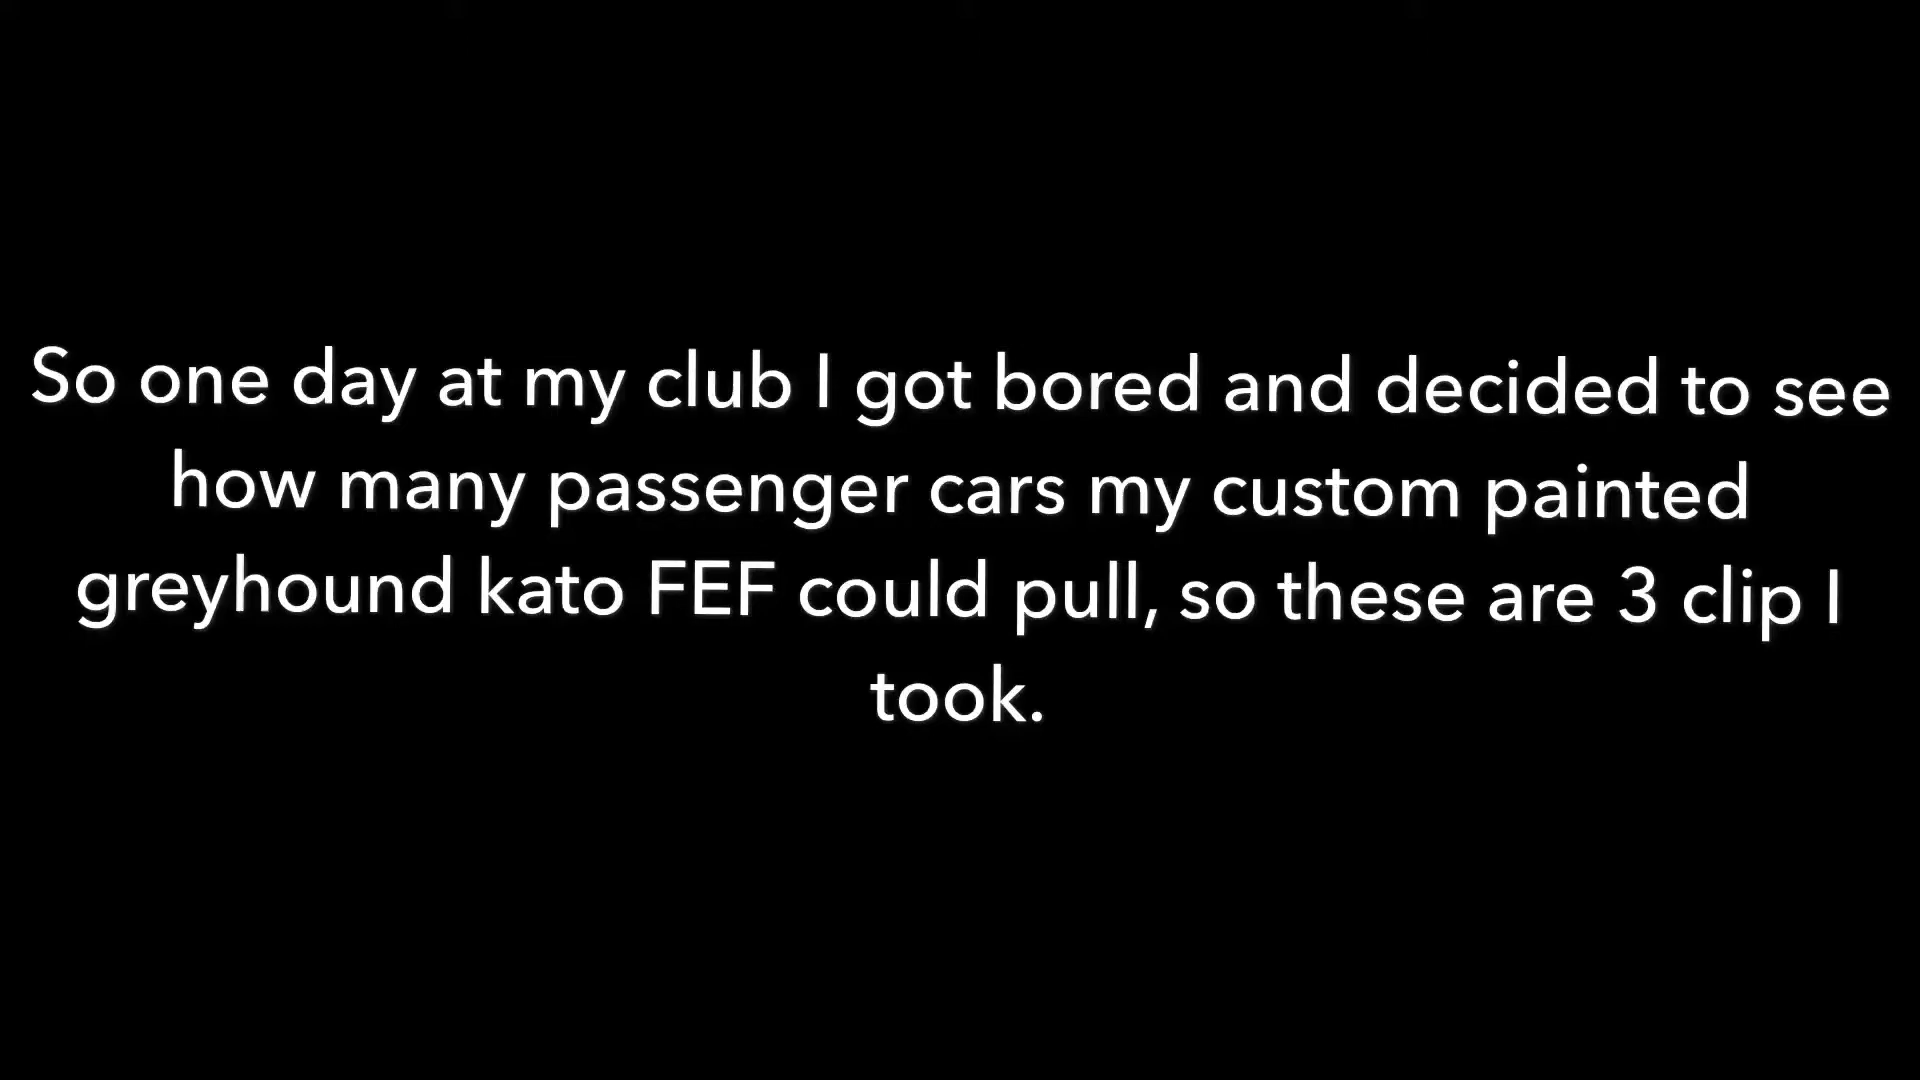 So one day at my club I got bored and decided to see
how many passenger cars my custom painted
greyhound kato FEF could pull, so these are 3 clip I
took.